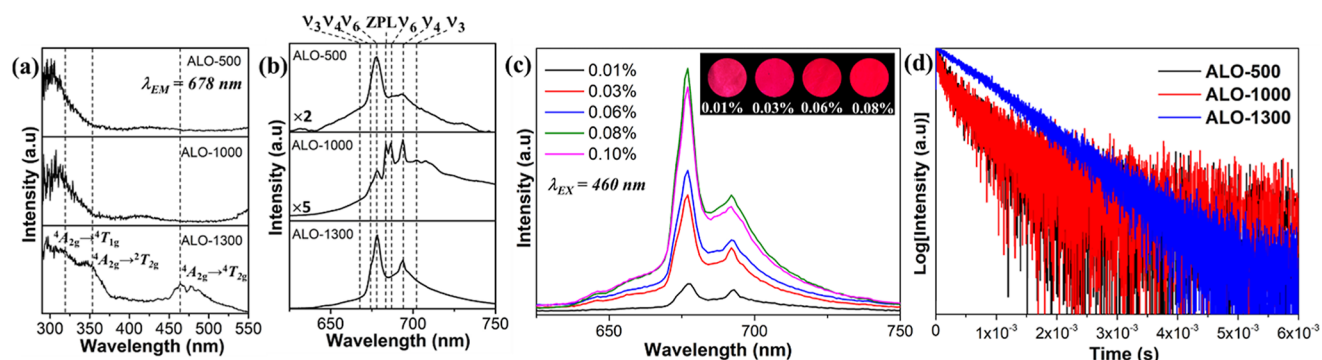 (a)
ALO-500
λEM = 678 nm
ALO-1000
ALO-1300
⁴A₂g→⁴T₁g
⁴A₂g→²T₂g
⁴A₂g→⁴T₂g
Intensity (a.u)
300 350 400 450 500 550
Wavelength (nm)
(b)
ν₃ ν₄ ν₆ ZPL ν₆ ν₄ ν₃
ALO-500
×2
ALO-1000
×5
ALO-1300
Intensity (a.u)
650 700 750
Wavelength (nm)
(c)
0.01%
0.03%
0.06%
0.08%
0.10%
λEX = 460 nm
0.01% 0.03% 0.06% 0.08%
Intensity (a.u)
650 700 750
Wavelength (nm)
(d)
ALO-500
ALO-1000
ALO-1300
Log[Intensity (a.u)]
0 1x10⁻³ 2x10⁻³ 3x10⁻³ 4x10⁻³ 5x10⁻³ 6x10⁻³
Time (s)